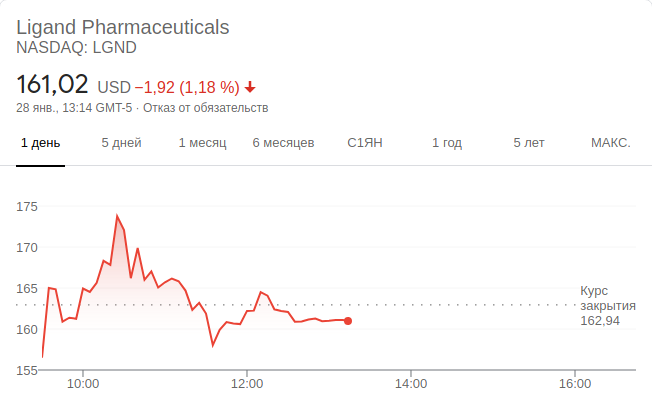 Ligand Pharmaceuticals
NASDAQ: LGND
161,02 USD −1,92 (1,18 %)
28 янв., 13:14 GMT-5 · Отказ от обязательств
1 день 5 дней 1 месяц 6 месяцев С1ЯН 1 год 5 лет МАКС.
175
170
165
160
155
Курс
закрытия
162,94
10:00 12:00 14:00 16:00